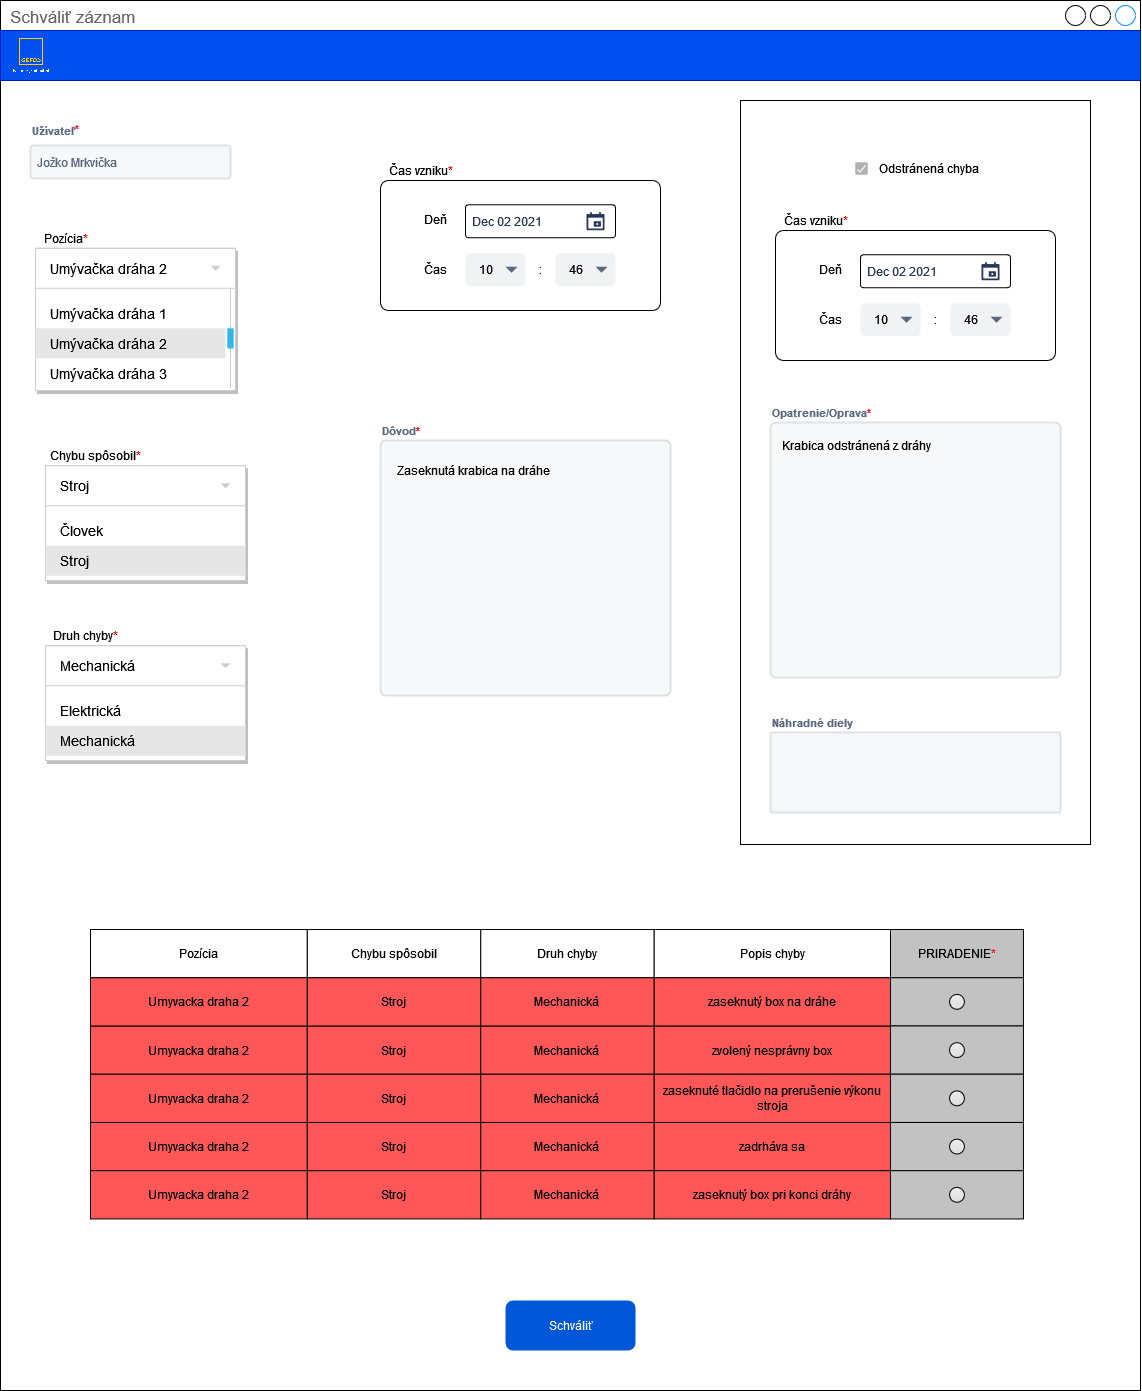 Schváliť záznam
GEFCO
Užívateľ*
Jožko Mrkvička
Pozícia*
Umývačka dráha 2
Umývačka dráha 1
Umývačka dráha 2
Umývačka dráha 3
Chybu spôsobil*
Stroj
Človek
Stroj
Druh chyby*
Mechanická
Elektrická
Mechanická
Čas vzniku*
Deň Dec 02 2021
Čas 10 : 46
Dôvod*
Zaseknutá krabica na dráhe
Odstránená chyba
Čas vzniku*
Deň Dec 02 2021
Čas 10 : 46
Opatrenie/Oprava*
Krabica odstránená z dráhy
Náhradné diely
Pozícia Chybu spôsobil Druh chyby Popis chyby PRIRADENIE*
Umyvacka draha 2 Stroj Mechanická zaseknutý box na dráhe
Umyvacka draha 2 Stroj Mechanická zvolený nesprávny box
Umyvacka draha 2 Stroj Mechanická zaseknuté tlačidlo na prerušenie výkonu
stroja
Umyvacka draha 2 Stroj Mechanická zadrháva sa
Umyvacka draha 2 Stroj Mechanická zaseknutý box pri konci dráhy
Schváliť